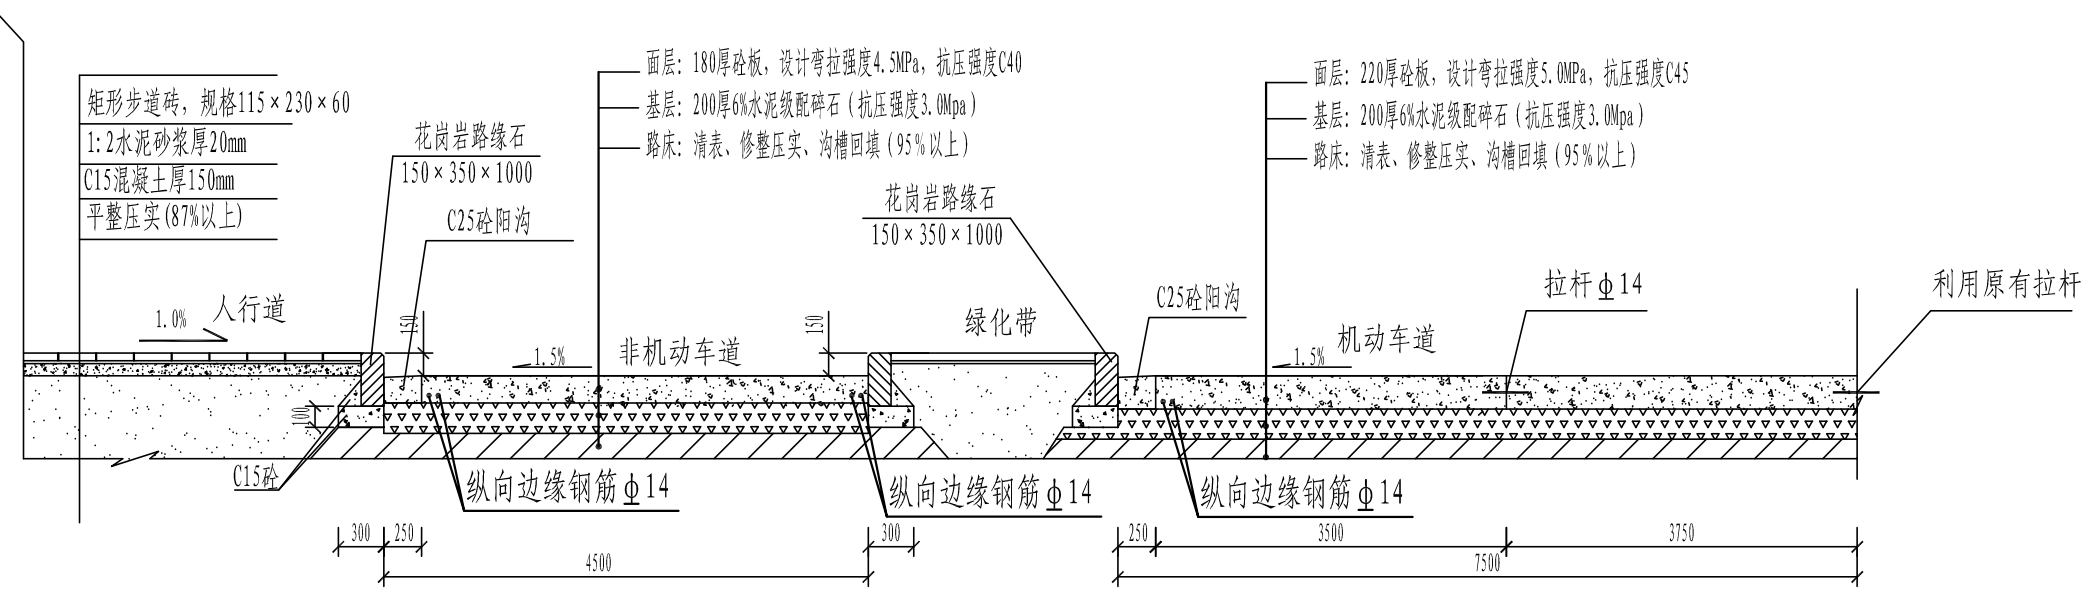 面层：180厚砼板，设计弯拉强度4.5MPa，抗压强度C40
基层：200厚6%水泥级配碎石（抗压强度3.0Mpa）
路床：清表、修整压实、沟槽回填（95%以上）
面层：220厚砼板，设计弯拉强度5.0MPa，抗压强度C45
基层：200厚6%水泥级配碎石（抗压强度3.0Mpa）
路床：清表、修整压实、沟槽回填（95%以上）
矩形步道砖，规格115×230×60
1:2水泥砂浆厚20mm
C15混凝土厚150mm
平整压实(87%以上)
花岗岩路缘石
150×350×1000
C25砼阳沟
花岗岩路缘石
150×350×1000
C25砼阳沟
拉杆ϕ14
利用原有拉杆
人行道
1.0%
150
非机动车道
1.5%
150
绿化带
机动车道
1.5%
100
C15砼
纵向边缘钢筋ϕ14
纵向边缘钢筋ϕ14
纵向边缘钢筋ϕ14
300
250
300
250
3500
3750
4500
7500